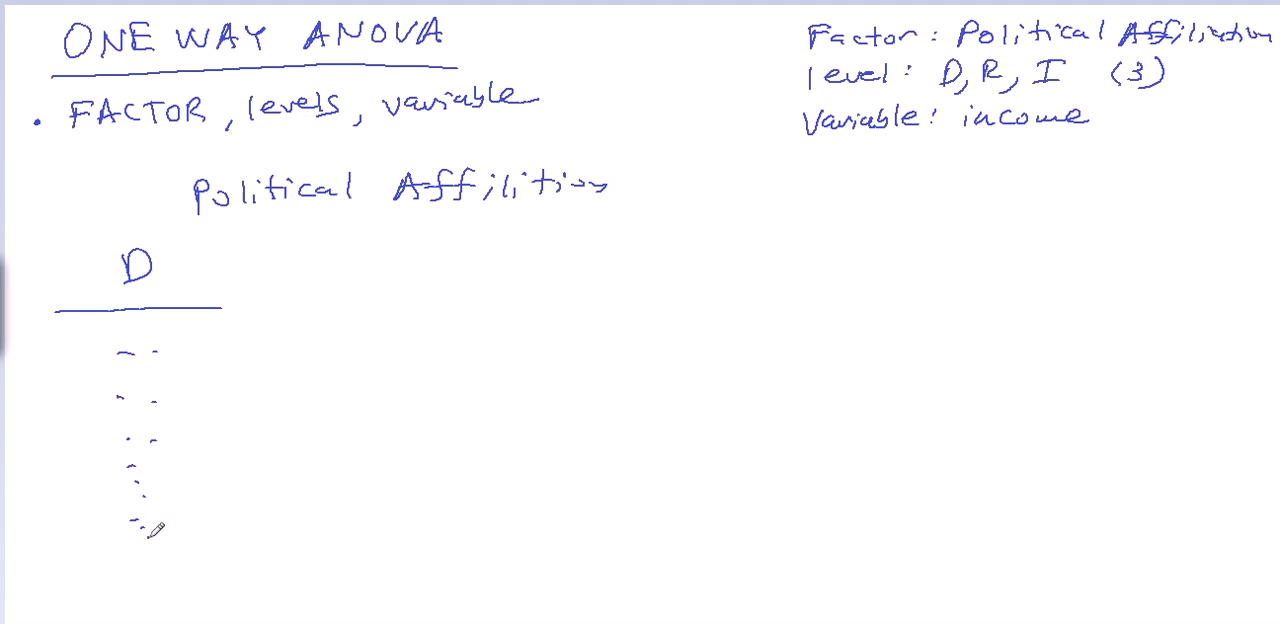 ONE WAY ANOVA
. FACTOR, levels, variable
Factor: Political Affiliation
level: D, R, I (3)
Variable: income
Political Affilition
D